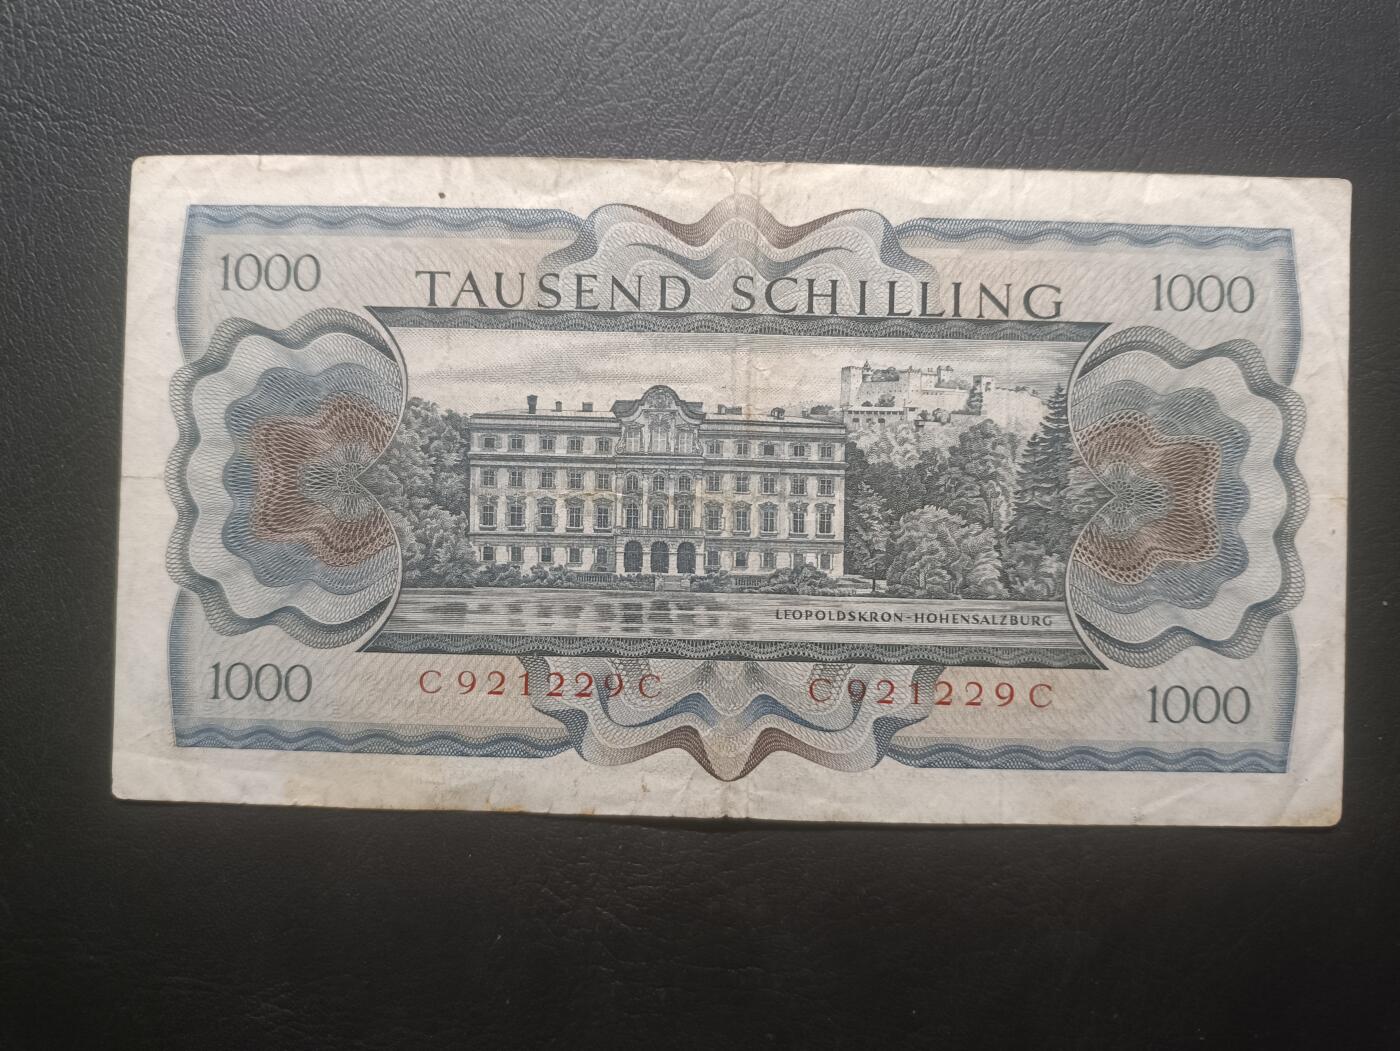 1000 TAUSEND SCHILLING 1000
LEOPOLDSKRON-HOHENSALZBURG
1000 C 921229 C C 921229 C 1000